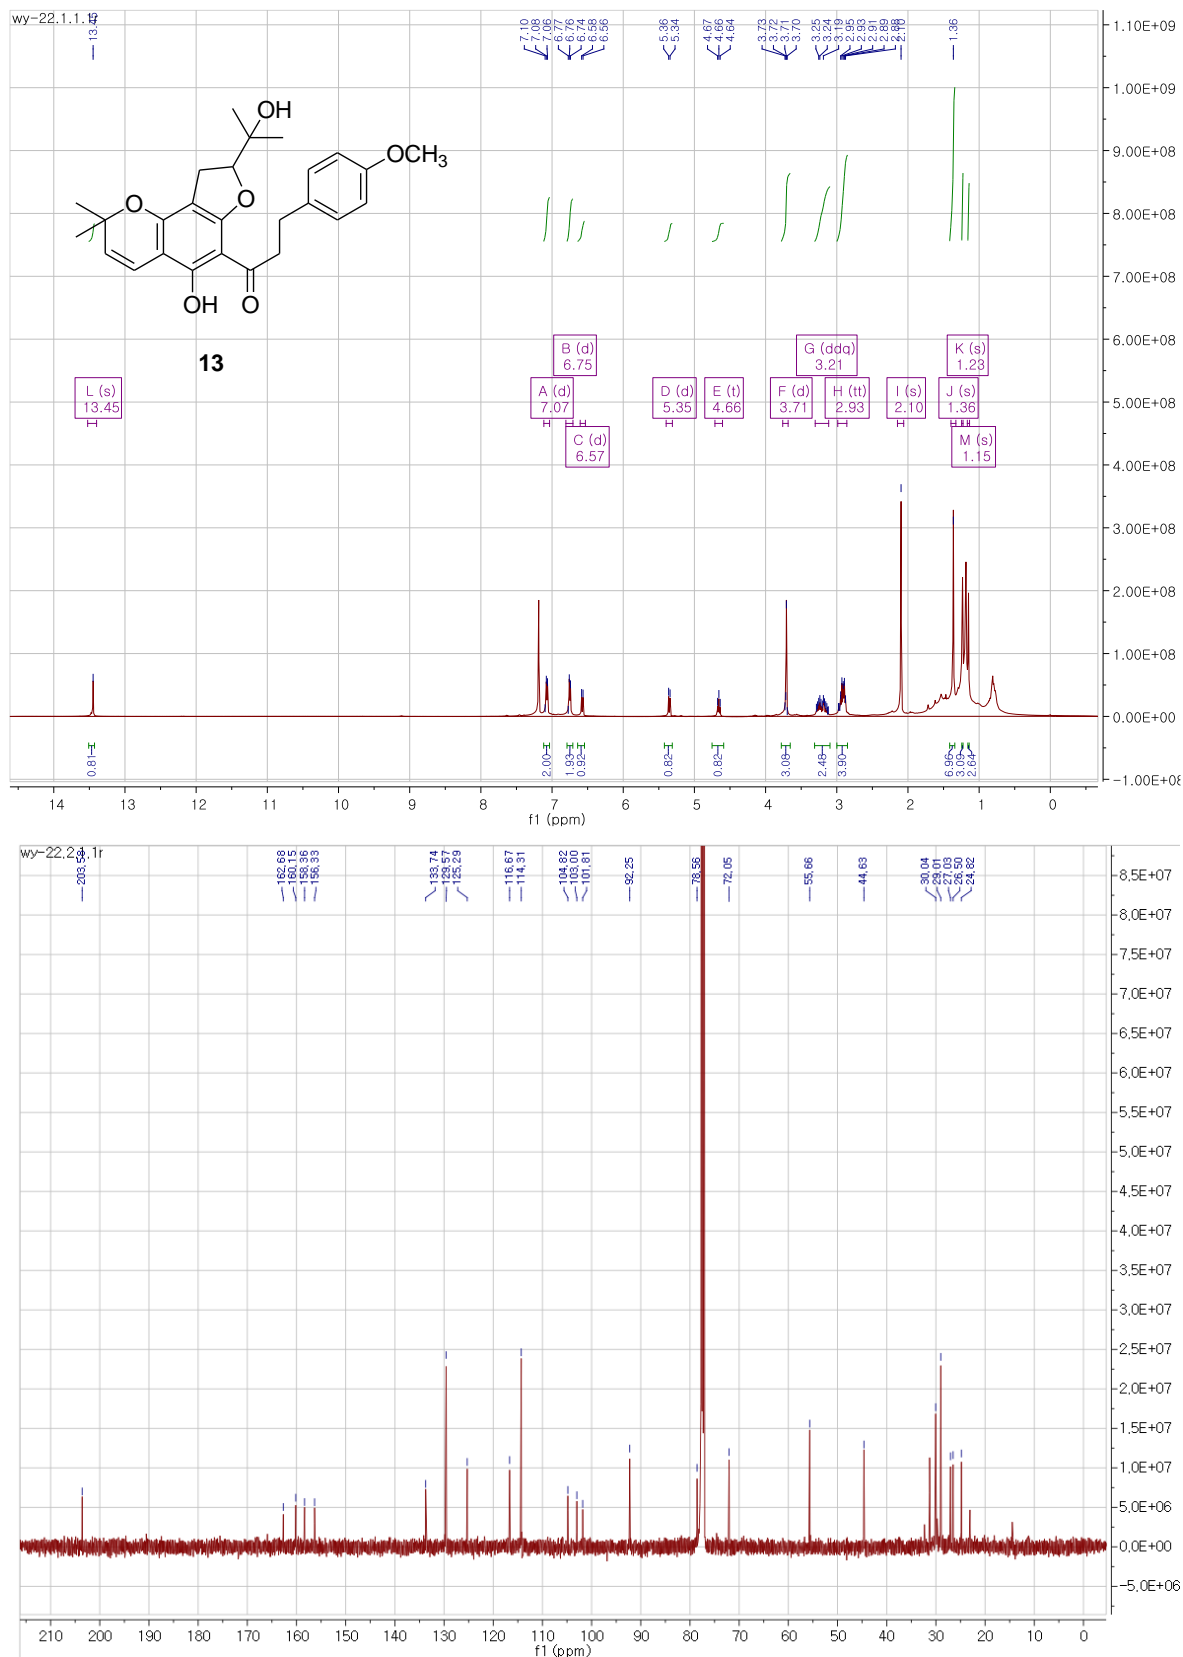 wy-22.1.1.1r
13.45
7.10
7.08
7.06
6.77
6.76
6.74
6.58
6.56
5.36
5.34
4.67
4.66
4.64
3.73
3.72
3.71
3.70
3.25
3.24
3.19
2.95
2.93
2.91
2.89
2.88
2.10
1.36
1.10E+09
1.00E+09
9.00E+08
8.00E+08
7.00E+08
6.00E+08
5.00E+08
4.00E+08
3.00E+08
2.00E+08
1.00E+08
0.00E+00
-1.00E+08
OH
OCH3
O
O
OH
O
13
B (d)
6.75
G (ddq)
3.21
K (s)
1.23
L (s)
13.45
A (d)
7.07
D (d)
5.35
E (t)
4.66
F (d)
3.71
H (tt)
2.93
I (s)
2.10
J (s)
1.36
C (d)
6.57
M (s)
1.15
0.81
2.00
1.93
0.92
0.82
0.82
3.08
2.48
3.90
6.96
3.09
2.64
14 13 12 11 10 9 8 7 6 5 4 3 2 1 0
f1 (ppm)
wy-22.2.1.1r
203.58
162.68
160.15
158.36
156.33
133.74
129.57
125.29
116.67
114.31
104.82
103.00
101.81
92.25
78.56
72.05
55.66
44.63
30.04
29.01
27.03
26.50
24.82
8.5E+07
8.0E+07
7.5E+07
7.0E+07
6.5E+07
6.0E+07
5.5E+07
5.0E+07
4.5E+07
4.0E+07
3.5E+07
3.0E+07
2.5E+07
2.0E+07
1.5E+07
1.0E+07
5.0E+06
0.0E+00
-5.0E+06
210 200 190 180 170 160 150 140 130 120 110 100 90 80 70 60 50 40 30 20 10 0
f1 (ppm)